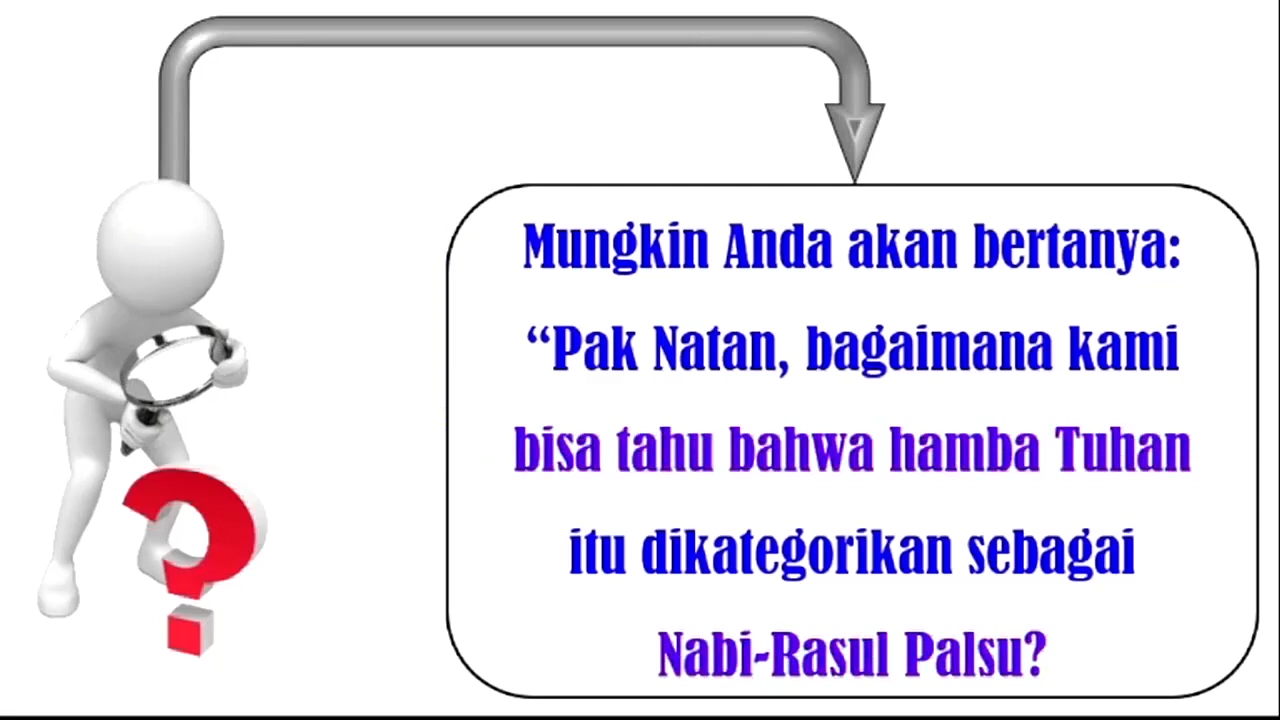 Mungkin Anda akan bertanya:
“Pak Natan, bagaimana kami
bisa tahu bahwa hamba Tuhan
itu dikategorikan sebagai
Nabi-Rasul Palsu?